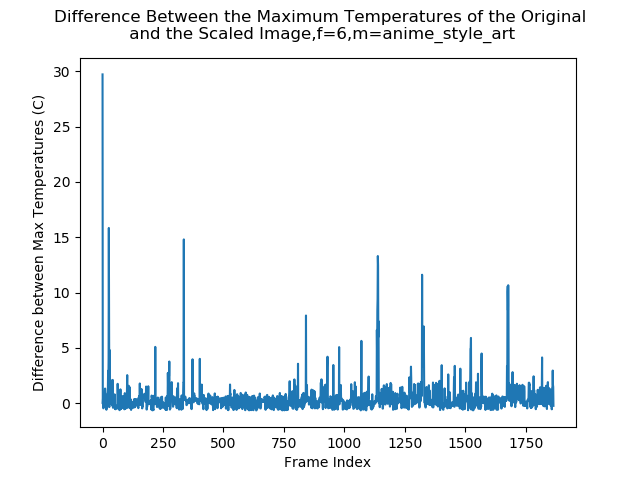 Difference Between the Maximum Temperatures of the Original
and the Scaled Image,f=6,m=anime_style_art
30
25
20
15
10
5
0
Difference between Max Temperatures (C)
0 250 500 750 1000 1250 1500 1750
Frame Index